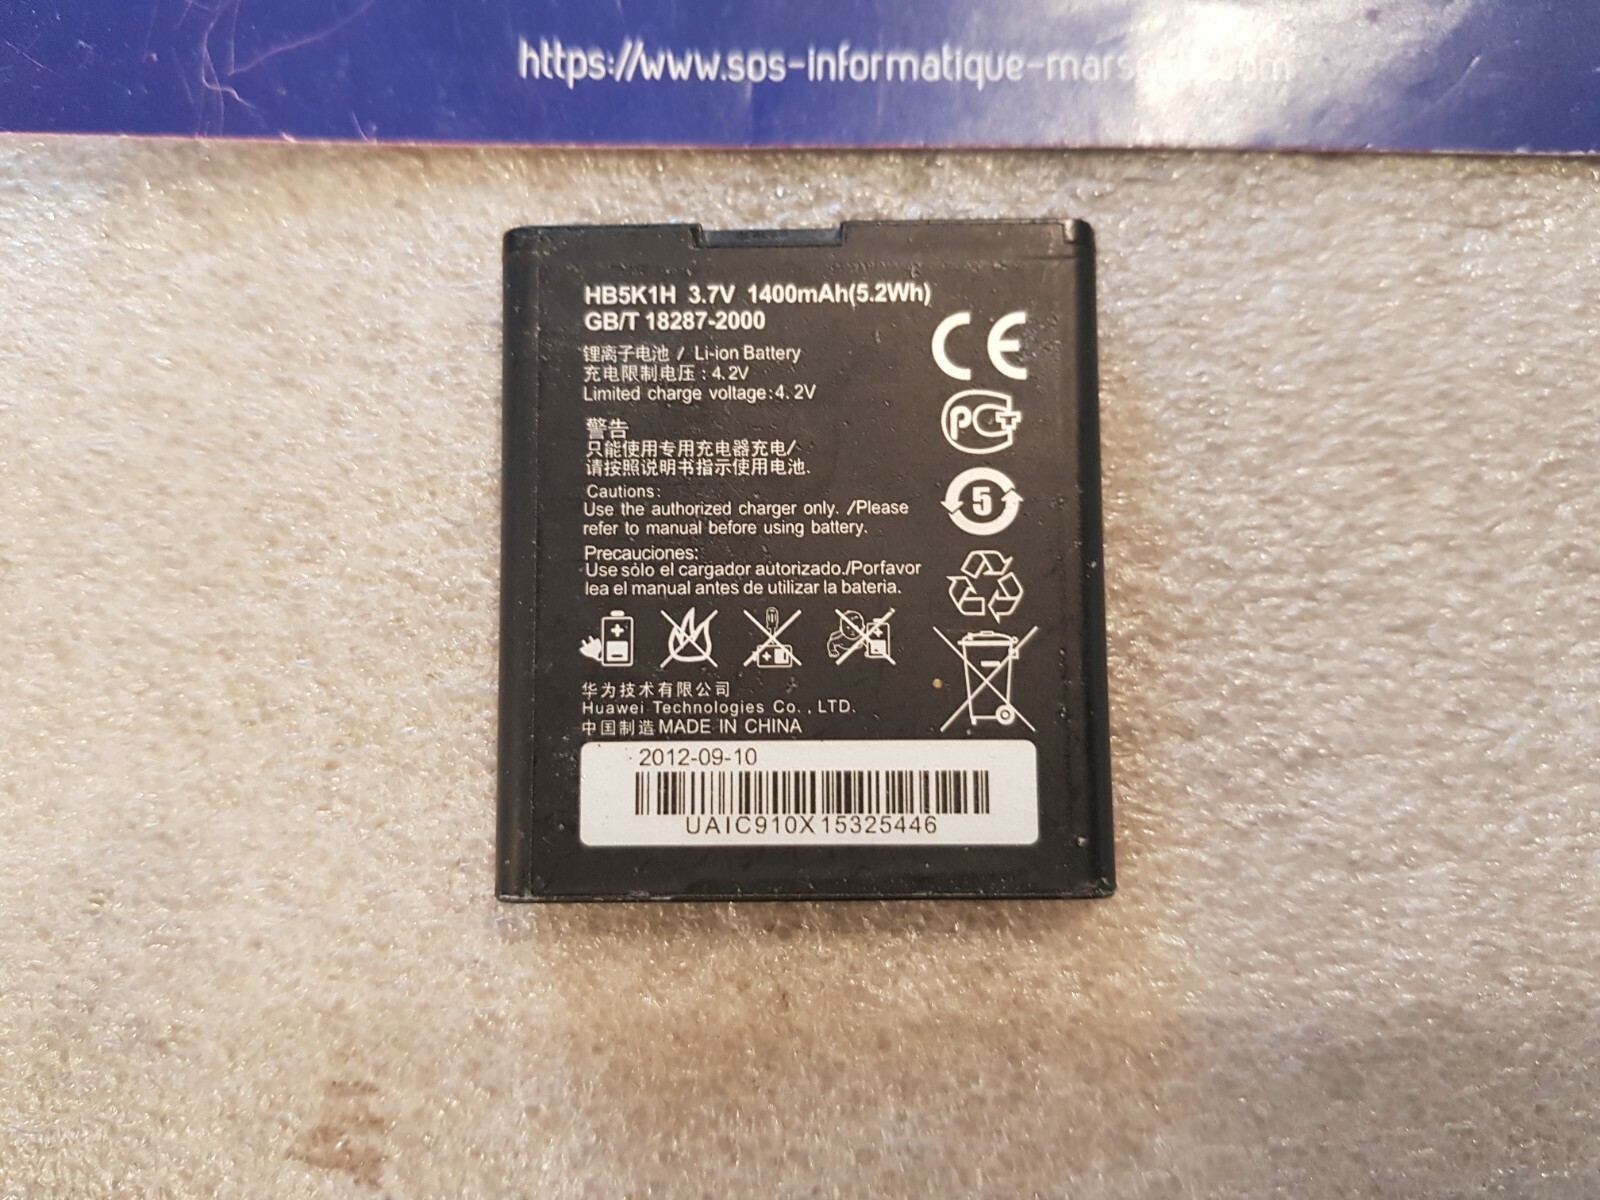 https://www.sos-informatique-mars
HB5K1H 3.7V 1400mAh(5.2Wh)
GB/T 18287-2000
锂离子电池 / Li-ion Battery
充电限制电压 : 4.2V
Limited charge voltage:4.2V
警告
只能使用专用充电器充电/
请按照说明书指示使用电池.
Cautions:
Use the authorized charger only. /Please
refer to manual before using battery.
Precauciones:
Use sólo el cargador autorizado./Porfavor
lea el manual antes de utilizar la bateria.
CE
PCT
5
华为技术有限公司
Huawei Technologies Co., LTD.
中国制造 MADE IN CHINA
2012-09-10
UAIC910X15325446